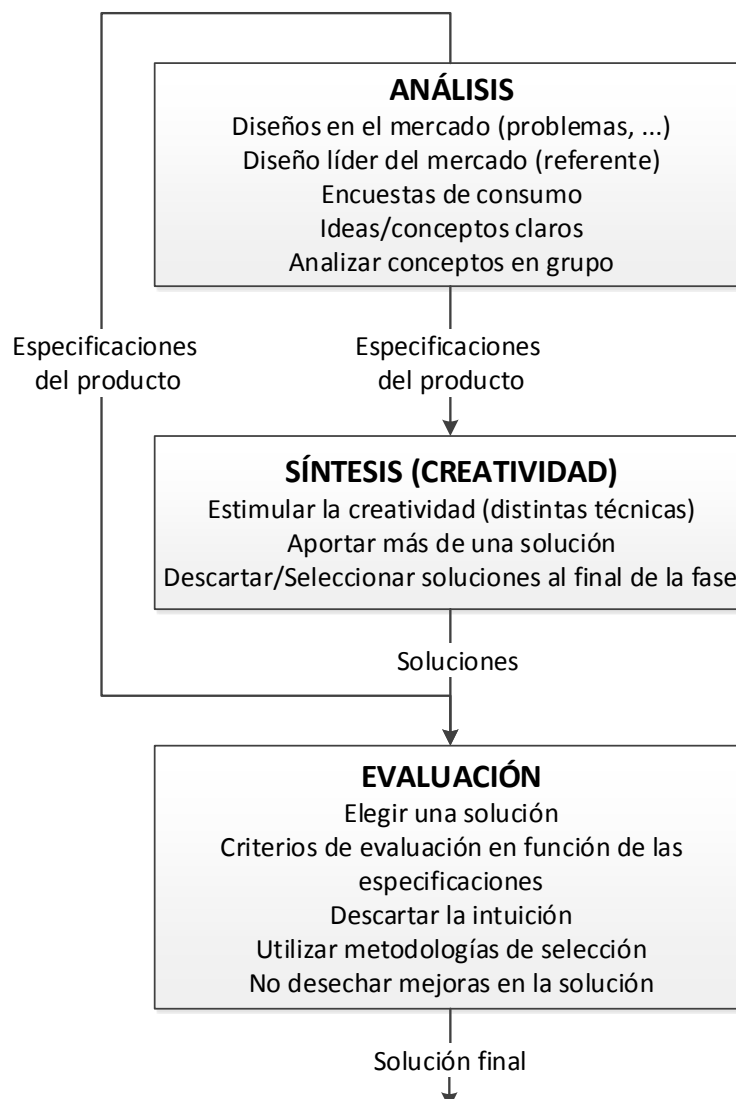 ANÁLISIS
Diseños en el mercado (problemas, ...)
Diseño líder del mercado (referente)
Encuestas de consumo
Ideas/conceptos claros
Analizar conceptos en grupo
Especificaciones
del producto
Especificaciones
del producto
SÍNTESIS (CREATIVIDAD)
Estimular la creatividad (distintas técnicas)
Aportar más de una solución
Descartar/Seleccionar soluciones al final de la fase
Soluciones
EVALUACIÓN
Elegir una solución
Criterios de evaluación en función de las
especificaciones
Descartar la intuición
Utilizar metodologías de selección
No desechar mejoras en la solución
Solución final